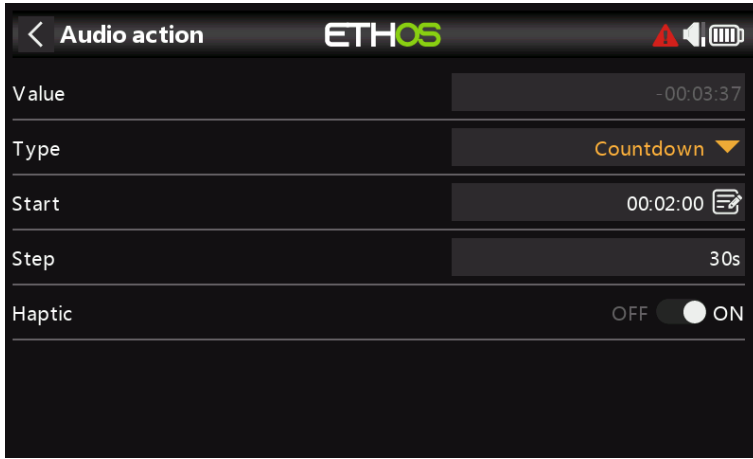 Audio action ETHOS
Value -00:03:37
Type Countdown
Start 00:02:00
Step 30s
Haptic OFF ON